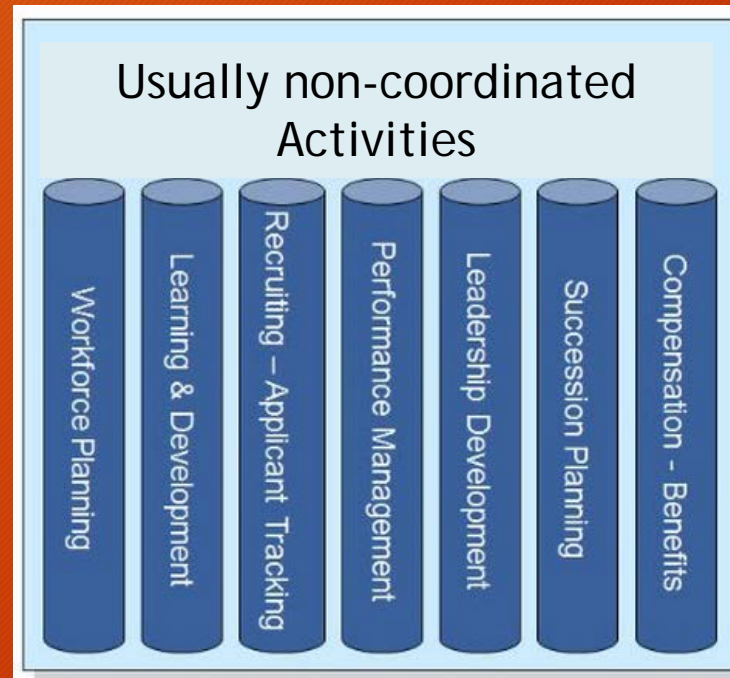 Usually non-coordinated
Activities
Workforce Planning
Learning & Development
Recruiting – Applicant Tracking
Performance Management
Leadership Development
Succession Planning
Compensation - Benefits